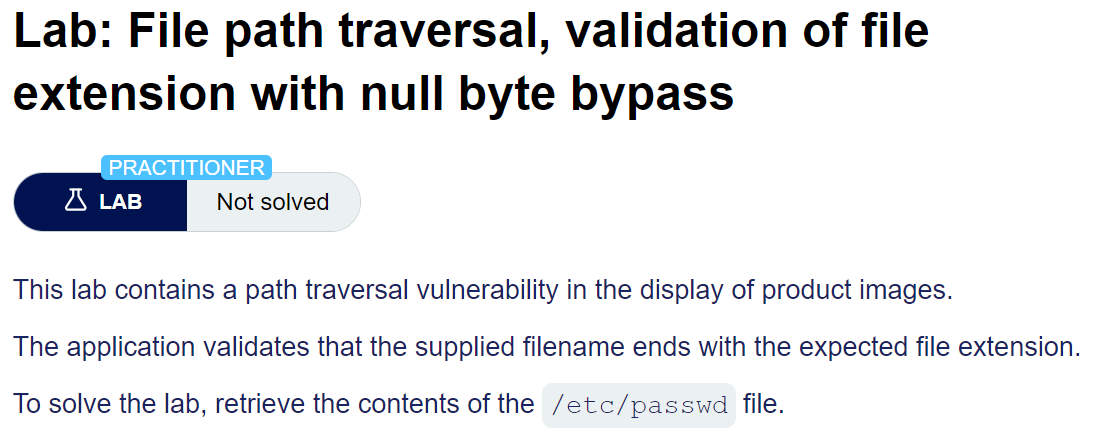 Lab: File path traversal, validation of file
extension with null byte bypass
PRACTITIONER
LAB
Not solved
This lab contains a path traversal vulnerability in the display of product images.
The application validates that the supplied filename ends with the expected file extension.
To solve the lab, retrieve the contents of the /etc/passwd file.